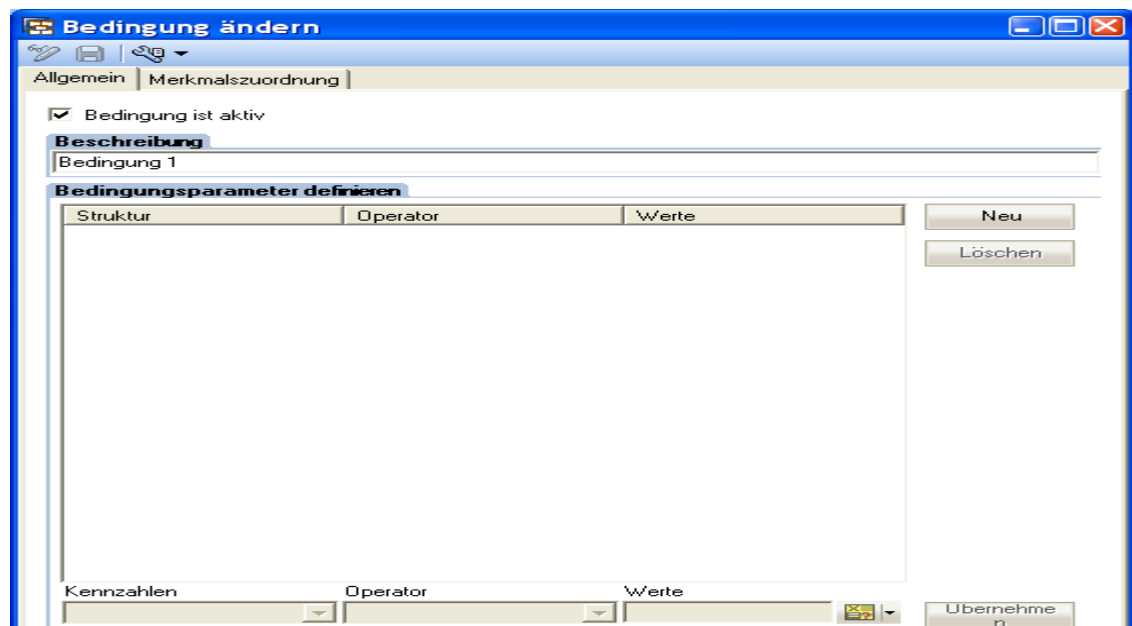 Bedingung ändern
Allgemein Merkmalszuordnung
Bedingung ist aktiv
Beschreibung
Bedingung 1
Bedingungsparameter definieren
Struktur Operator Werte Neu
Löschen
Kennzahlen Operator Werte
Übernehme
n